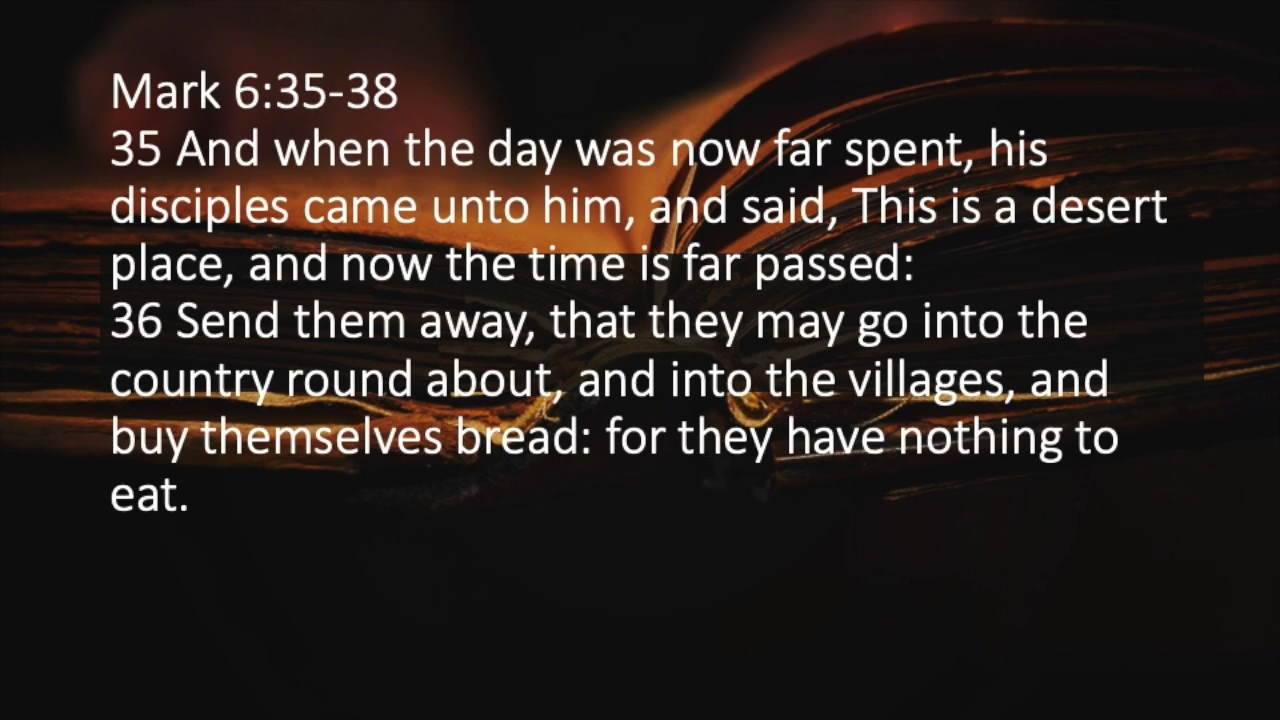 Mark 6:35-38
35 And when the day was now far spent, his
disciples came unto him, and said, This is a desert
place, and now the time is far passed:
36 Send them away, that they may go into the
country round about, and into the villages, and
buy themselves bread: for they have nothing to
eat.